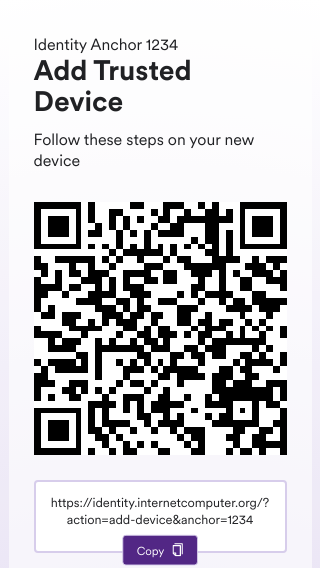 Identity Anchor 1234
Add Trusted
Device
Follow these steps on your new
device
https://identity.internetcomputer.org/?
action=add-device&anchor=1234
Copy